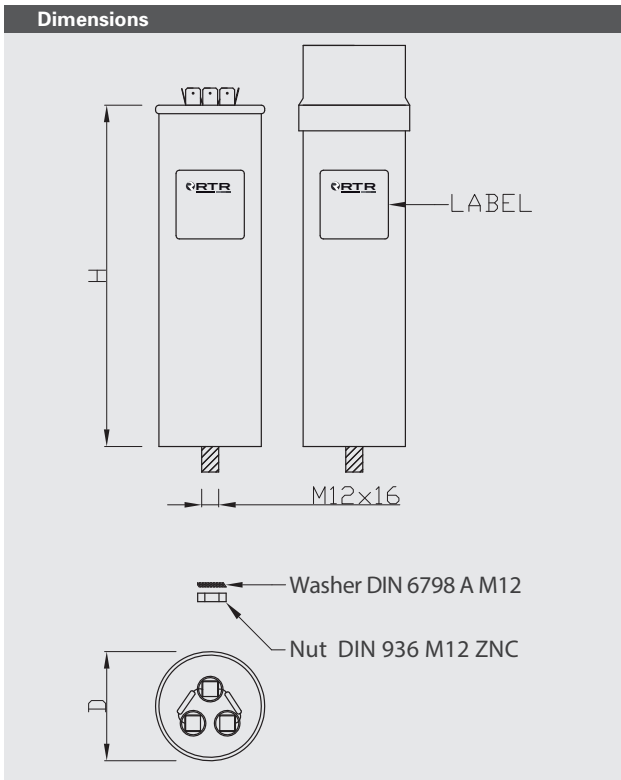 Dimensions
RTR
RTR
LABEL
H
M12x16
Washer DIN 6798 A M12
Nut DIN 936 M12 ZNC
D